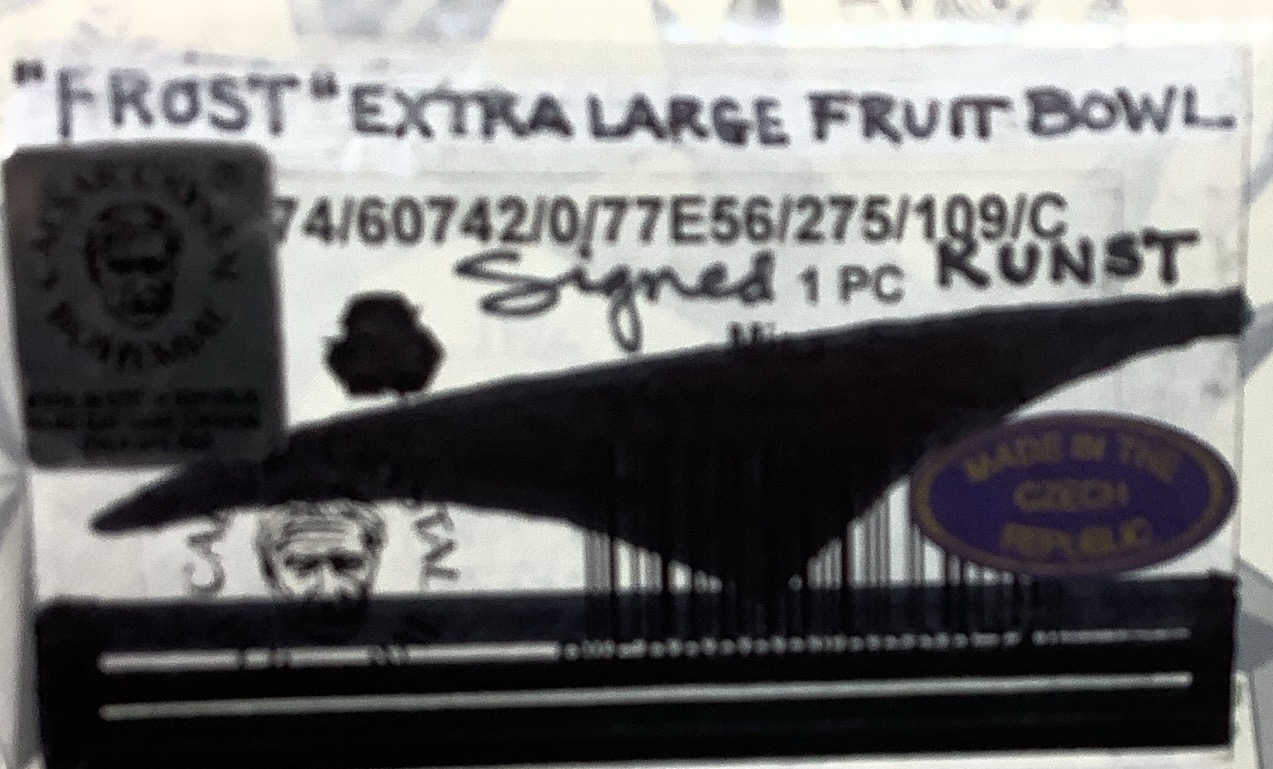 "FROST" EXTRA LARGE FRUIT BOWL
74/60742/0/77E56/275/109/C
Signed 1 PC KUNST
MADE IN THE
CZECH
REPUBLIC